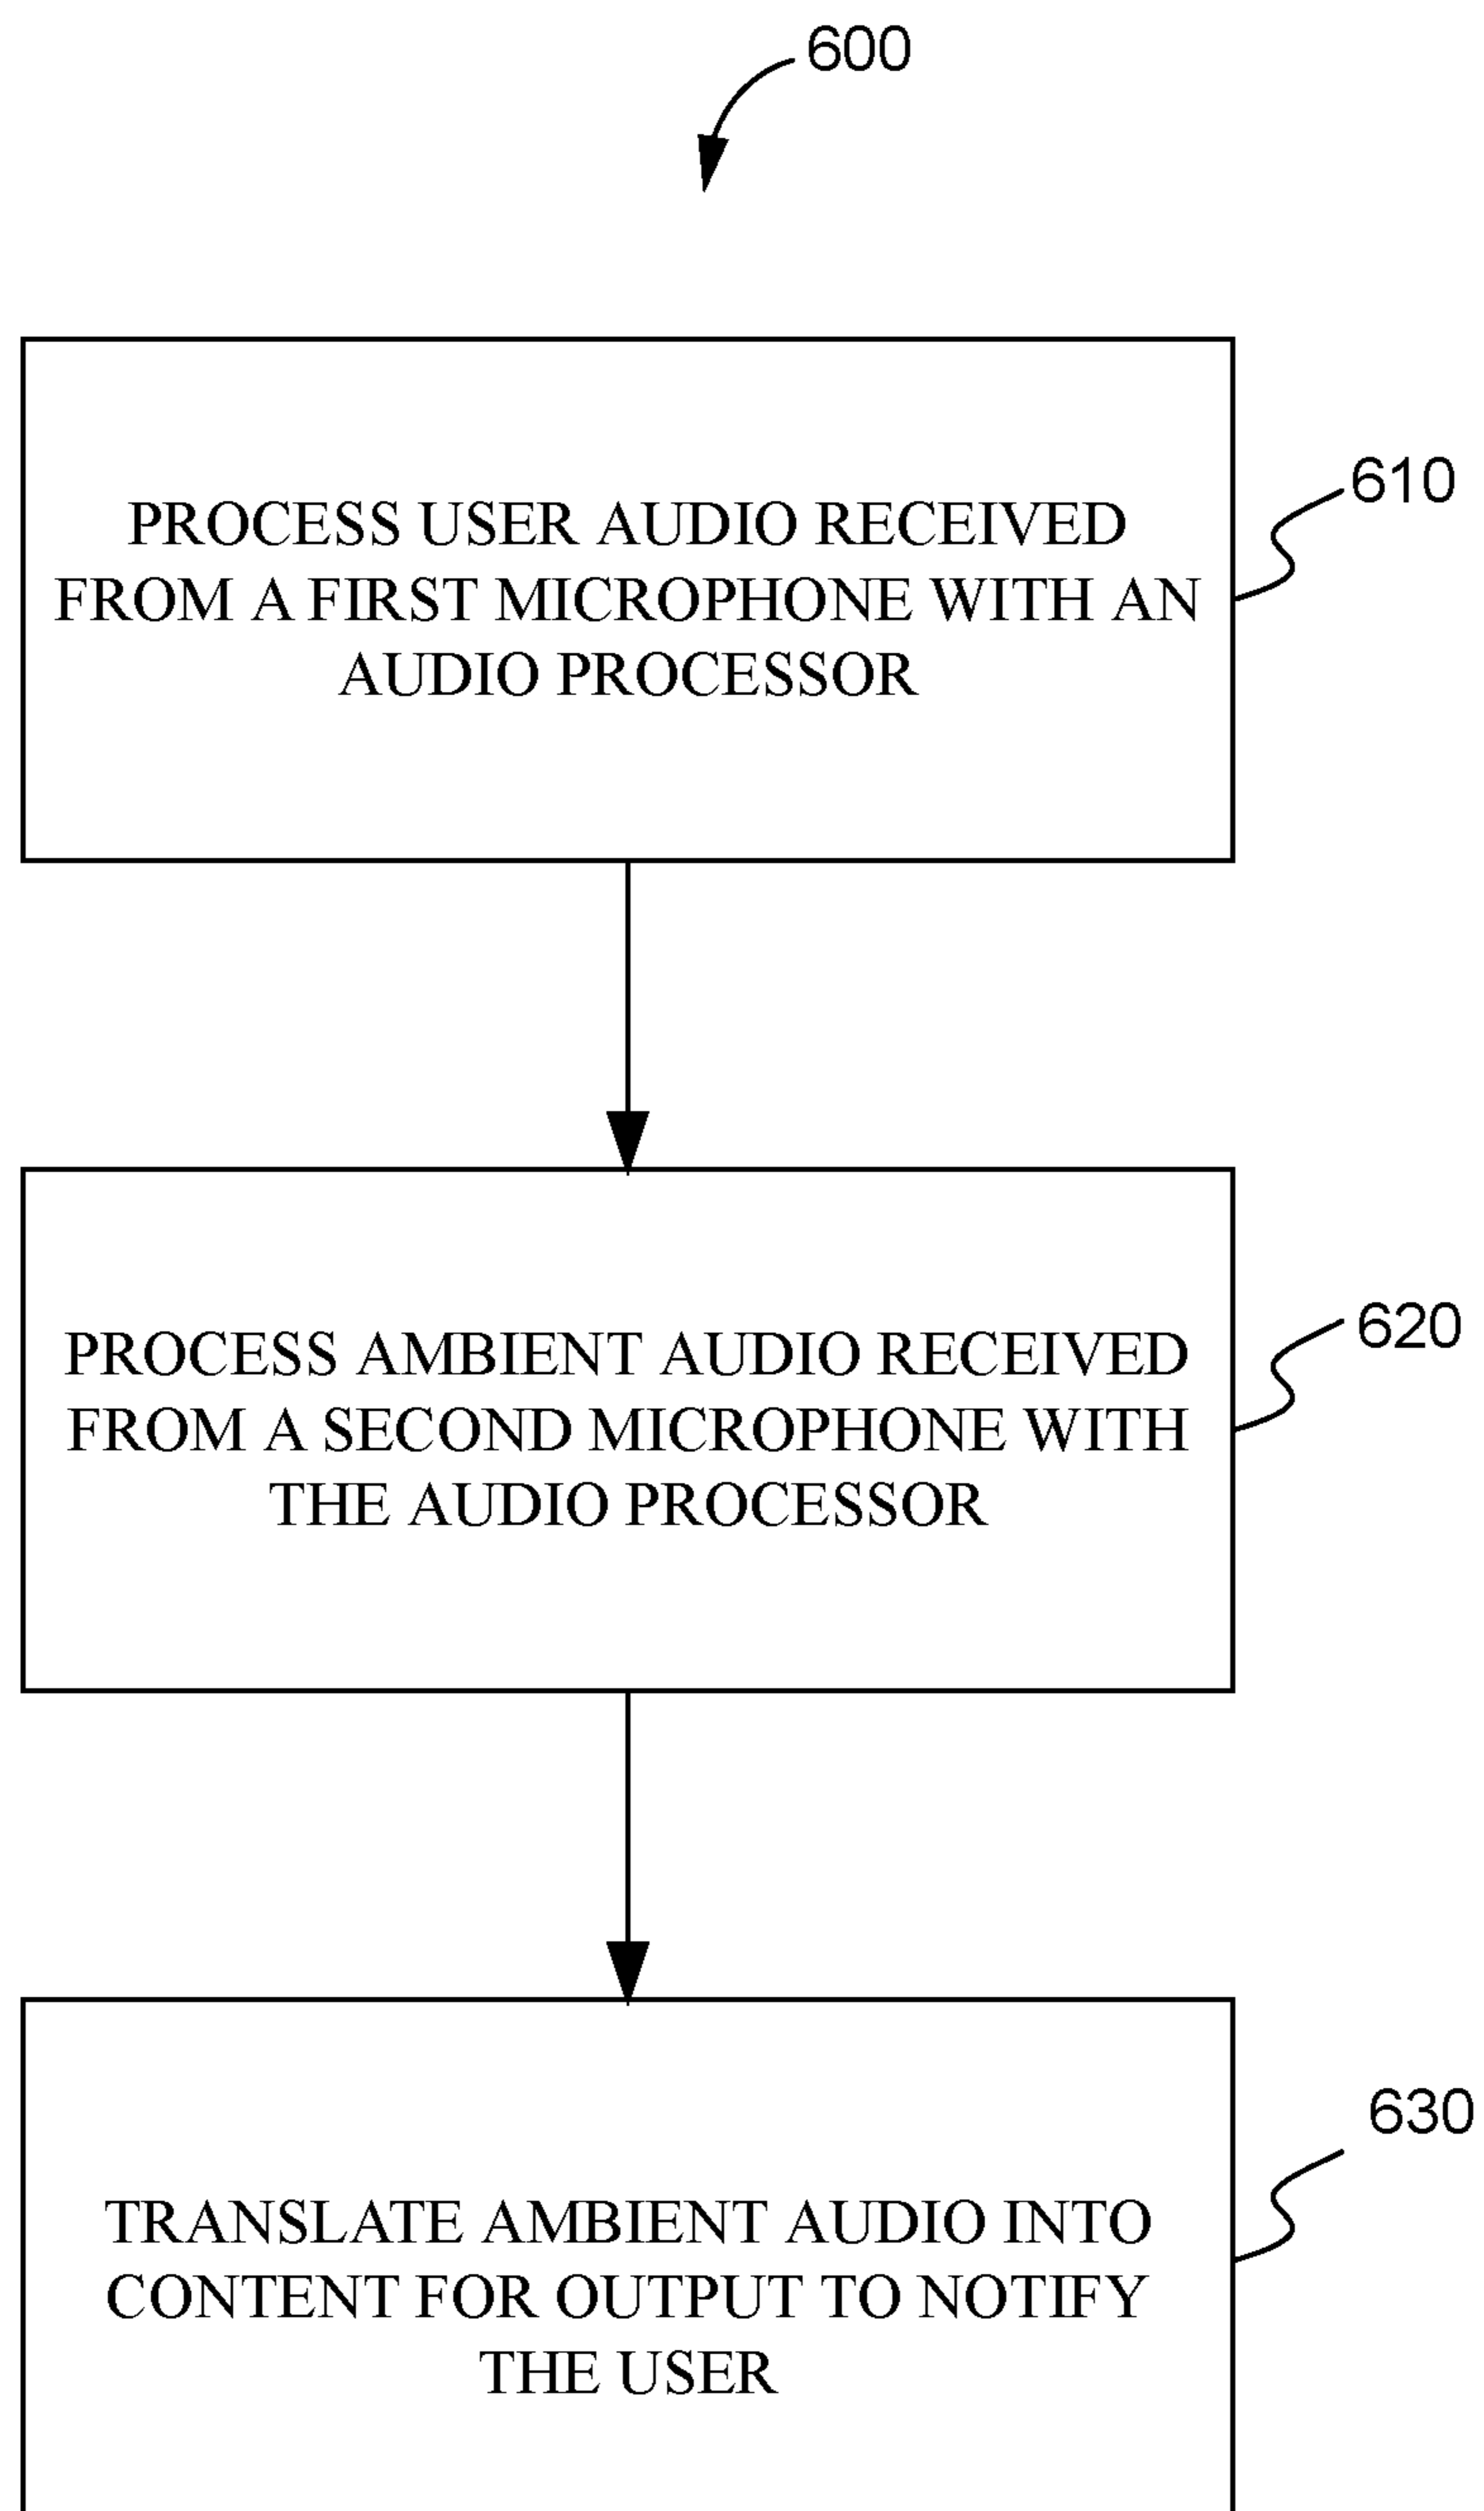 600
610
PROCESS USER AUDIO RECEIVED
FROM A FIRST MICROPHONE WITH AN
AUDIO PROCESSOR
620
PROCESS AMBIENT AUDIO RECEIVED
FROM A SECOND MICROPHONE WITH
THE AUDIO PROCESSOR
630
TRANSLATE AMBIENT AUDIO INTO
CONTENT FOR OUTPUT TO NOTIFY
THE USER